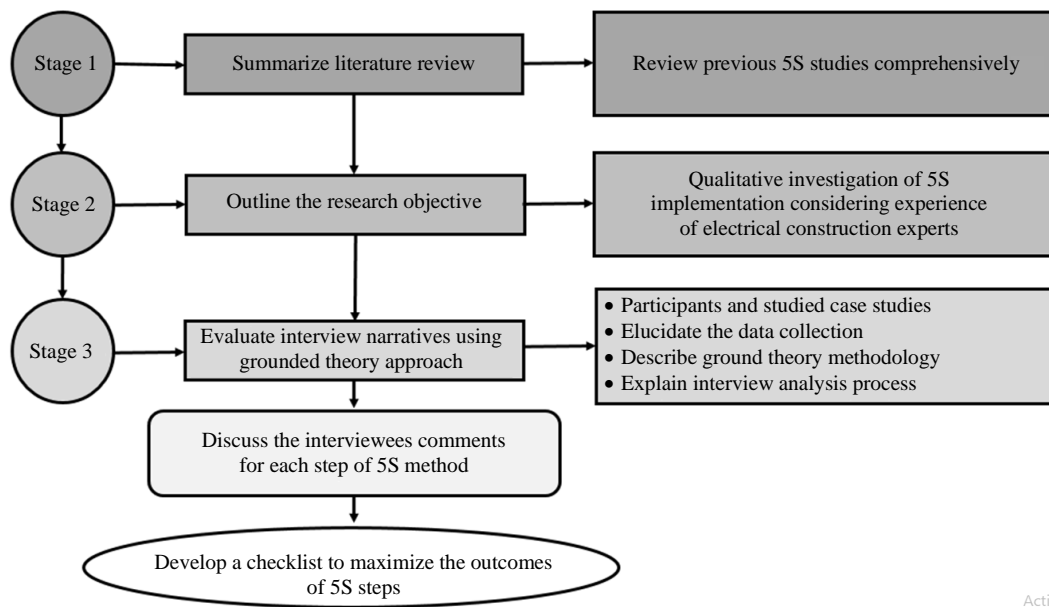 Stage 1
Summarize literature review
Review previous 5S studies comprehensively
Stage 2
Outline the research objective
Qualitative investigation of 5S
implementation considering experience
of electrical construction experts
Stage 3
Evaluate interview narratives using
grounded theory approach
• Participants and studied case studies
• Elucidate the data collection
• Describe ground theory methodology
• Explain interview analysis process
Discuss the interviewees comments
for each step of 5S method
Develop a checklist to maximize the outcomes
of 5S steps
Acti